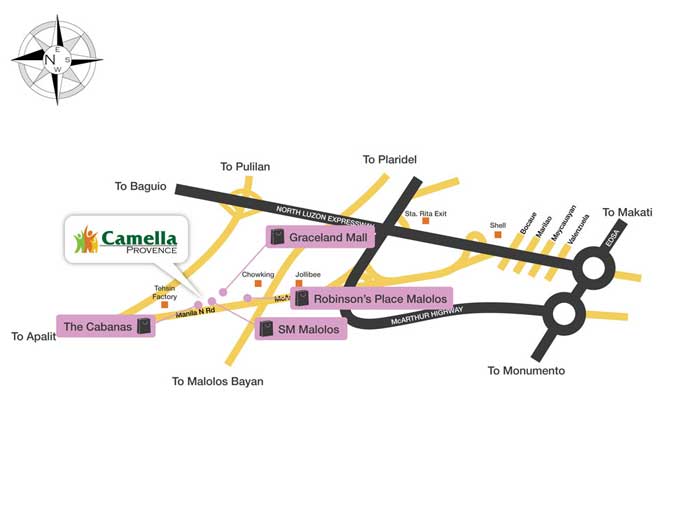 E
N
S
W
To Pulilan
To Plaridel
To Baguio
NORTH LUZON EXPRESSWAY
Sta. Rita Exit
Shell
Bocaue
Marilao
Meycauayan
Valenzuela
To Makati
EDSA
Camella
PROVENCE
Graceland Mall
Chowking
Jollibee
Tehsin
Factory
Robinson's Place Malolos
Manila N Rd
McARTHUR HIGHWAY
The Cabanas
SM Malolos
To Apalit
To Malolos Bayan
To Monumento